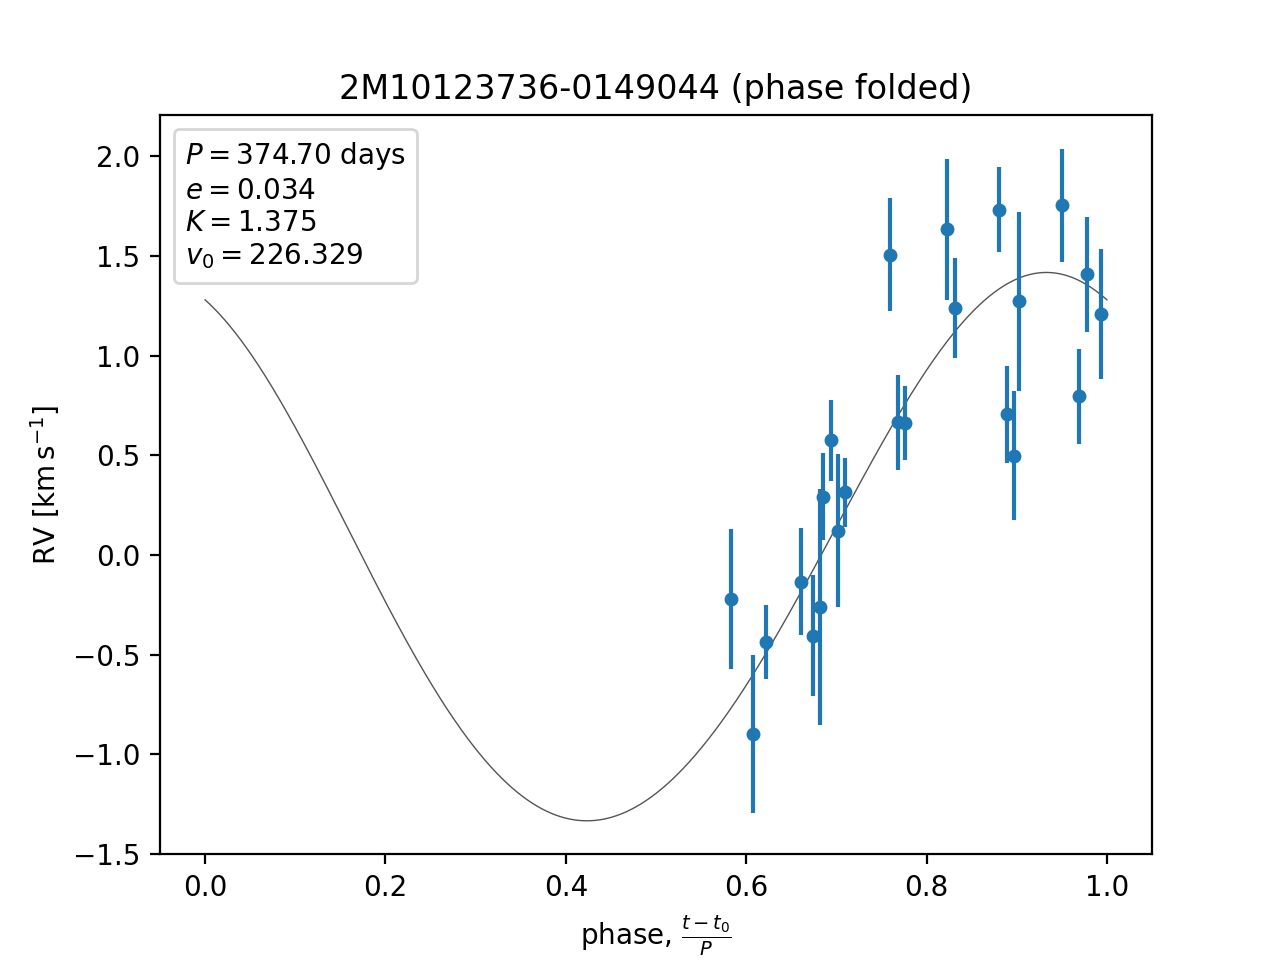 2M10123736-0149044 (phase folded)
P = 374.70 days
e = 0.034
K = 1.375
v₀ = 226.329
2.0
1.5
1.0
0.5
0.0
−0.5
−1.0
−1.5
RV [km s⁻¹]
0.0 0.2 0.4 0.6 0.8 1.0
phase, (t − t₀)/P